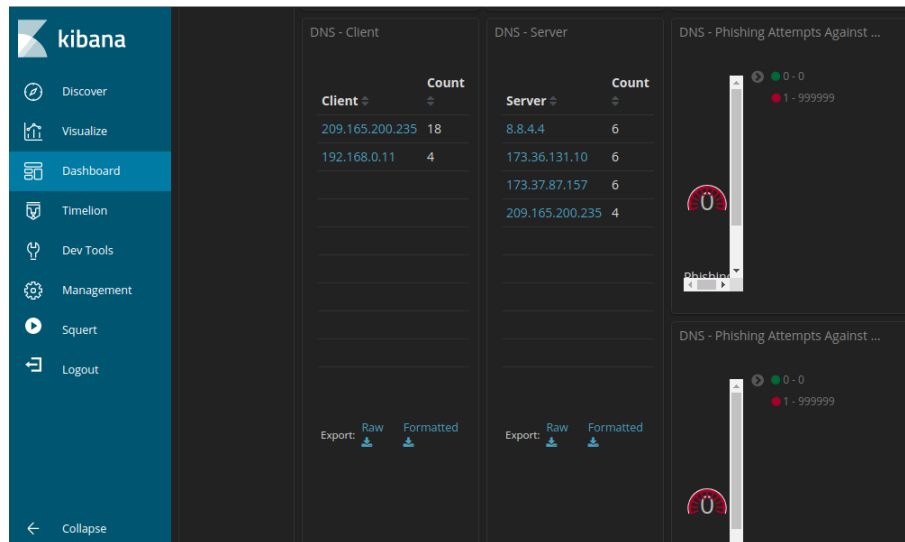 kibana
Discover
Visualize
Dashboard
Timelion
Dev Tools
Management
Squert
Logout
Collapse
DNS - Client
Client Count
209.165.200.235 18
192.168.0.11 4
Export: Raw Formatted
DNS - Server
Server Count
8.8.4.4 6
173.36.131.10 6
173.37.87.157 6
209.165.200.235 4
Export: Raw Formatted
DNS - Phishing Attempts Against ...
0 - 0
1 - 999999
0
Phishing
DNS - Phishing Attempts Against ...
0 - 0
1 - 999999
0